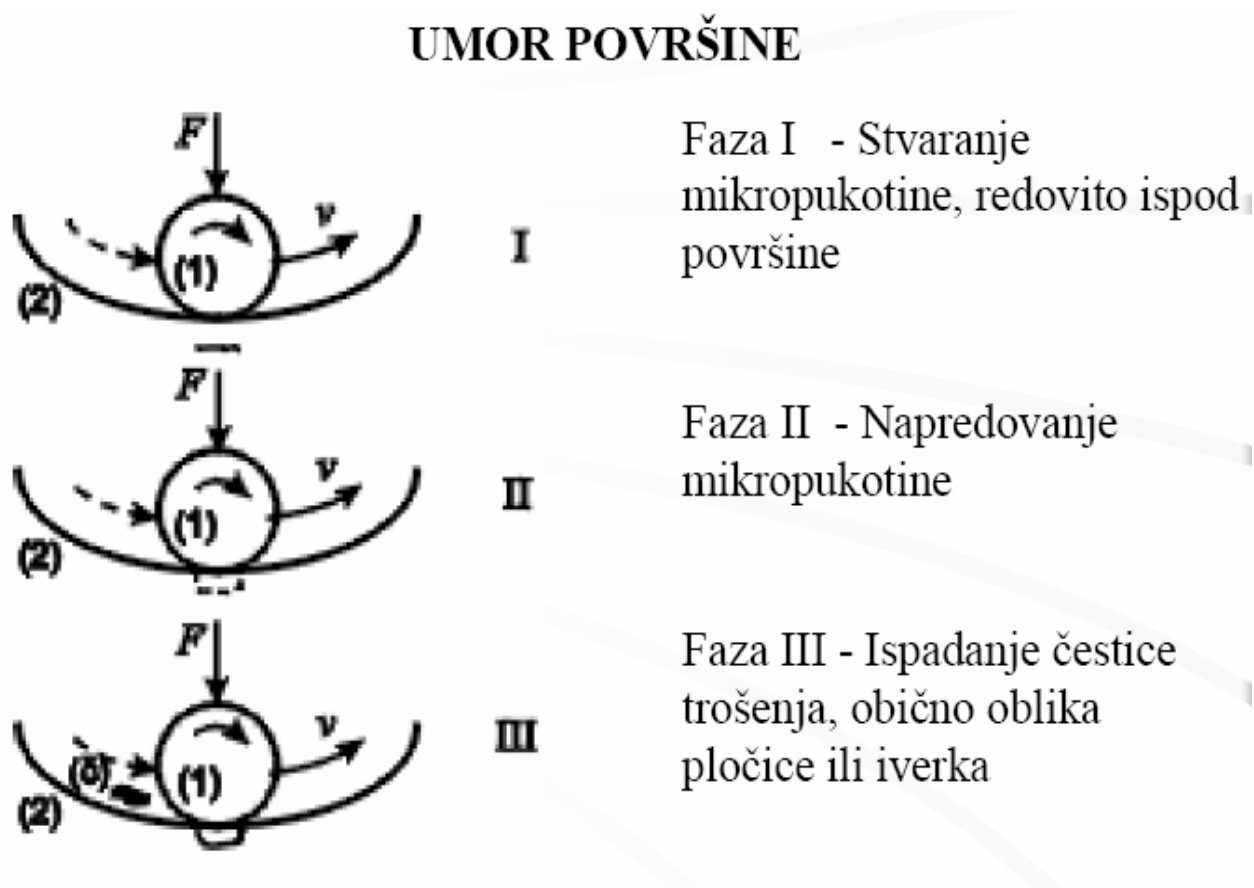 UMOR POVRŠINE
F
v
(1)
(2)
I
Faza I - Stvaranje
mikropukotine, redovito ispod
površine
F
v
(1)
(2)
II
Faza II - Napredovanje
mikropukotine
F
v
(1)
(2)
III
Faza III - Ispadanje čestice
trošenja, obično oblika
pločice ili iverka